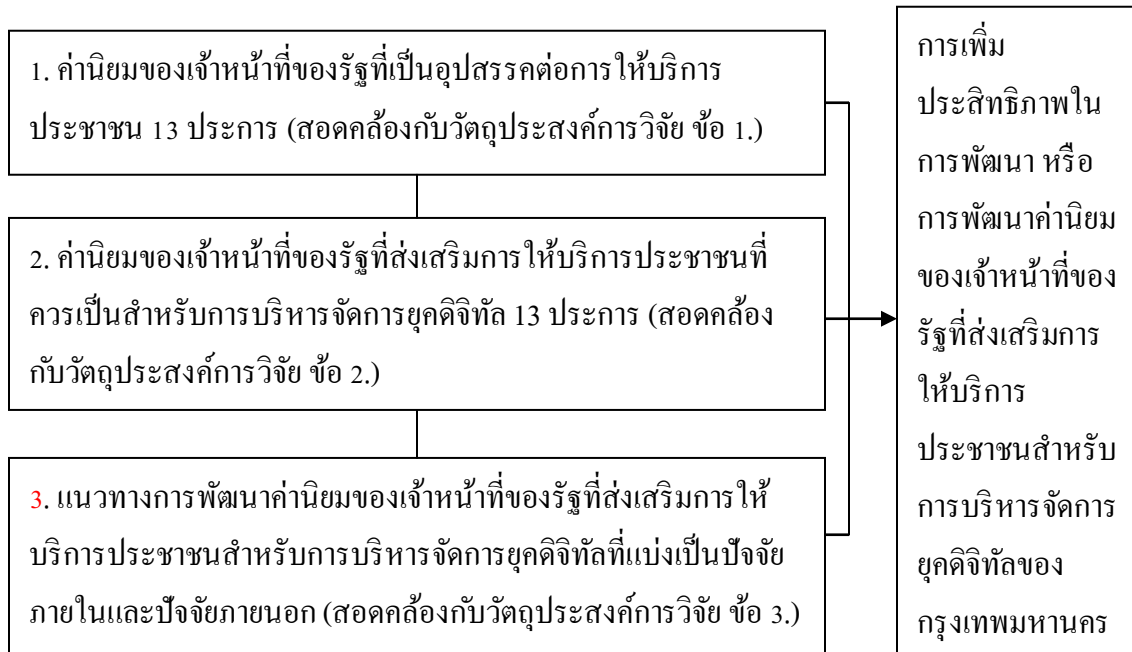 1. ค่านิยมของเจ้าหน้าที่ของรัฐที่เป็นอุปสรรคต่อการให้บริการ
ประชาชน 13 ประการ (สอดคล้องกับวัตถุประสงค์การวิจัย ข้อ 1.)
2. ค่านิยมของเจ้าหน้าที่ของรัฐที่ส่งเสริมการให้บริการประชาชนที่
ควรเป็นสำหรับการบริหารจัดการยุคดิจิทัล 13 ประการ (สอดคล้อง
กับวัตถุประสงค์การวิจัย ข้อ 2.)
3. แนวทางการพัฒนาค่านิยมของเจ้าหน้าที่ของรัฐที่ส่งเสริมการให้
บริการประชาชนสำหรับการบริหารจัดการยุคดิจิทัลที่แบ่งเป็นปัจจัย
ภายในและปัจจัยภายนอก (สอดคล้องกับวัตถุประสงค์การวิจัย ข้อ 3.)
การเพิ่ม
ประสิทธิภาพใน
การพัฒนา หรือ
การพัฒนาค่านิยม
ของเจ้าหน้าที่ของ
รัฐที่ส่งเสริมการ
ให้บริการ
ประชาชนสำหรับ
การบริหารจัดการ
ยุคดิจิทัลของ
กรุงเทพมหานคร